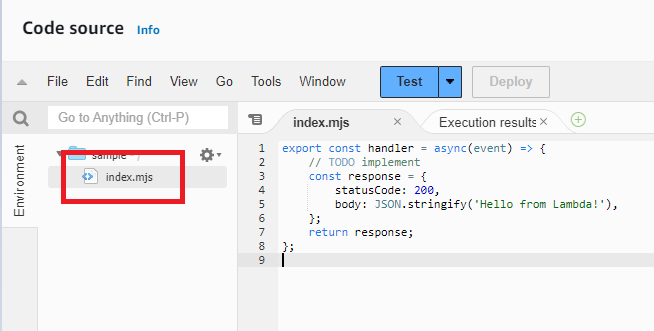 Code source Info
File Edit Find View Go Tools Window Test Deploy
Go to Anything (Ctrl-P) index.mjs Execution results
Environment
sample /
index.mjs
1 export const handler = async(event) => {
2 // TODO implement
3 const response = {
4 statusCode: 200,
5 body: JSON.stringify('Hello from Lambda!'),
6 };
7 return response;
8 };
9